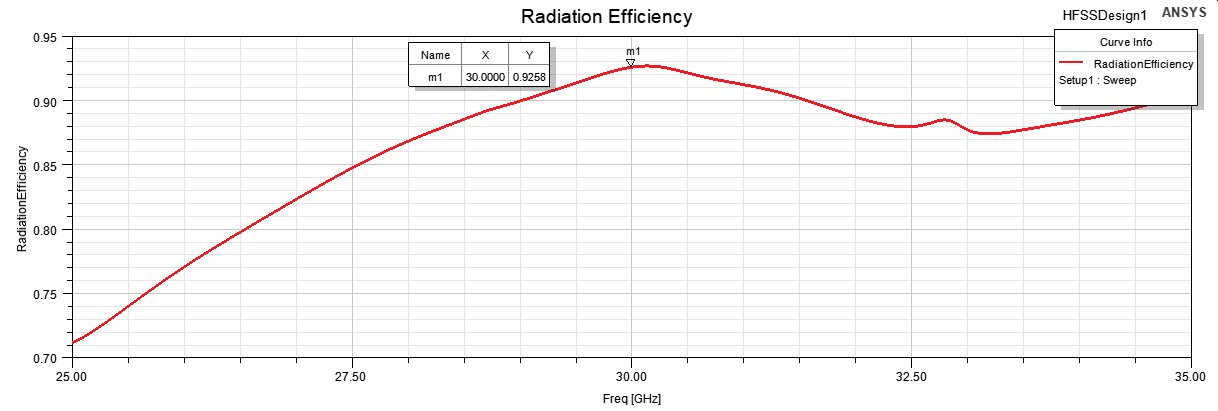 Radiation Efficiency
HFSSDesign1
ANSYS
Curve Info
RadiationEfficiency
Setup1 : Sweep
Name X Y
m1 30.0000 0.9258
m1
RadiationEfficiency
0.95
0.90
0.85
0.80
0.75
0.70
25.00 27.50 30.00 32.50 35.00
Freq [GHz]